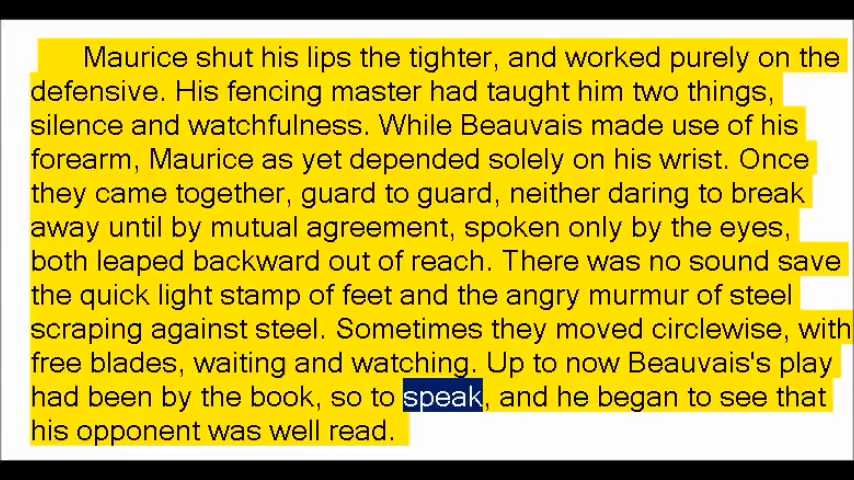 Maurice shut his lips the tighter, and worked purely on the
defensive. His fencing master had taught him two things,
silence and watchfulness. While Beauvais made use of his
forearm, Maurice as yet depended solely on his wrist. Once
they came together, guard to guard, neither daring to break
away until by mutual agreement, spoken only by the eyes,
both leaped backward out of reach. There was no sound save
the quick light stamp of feet and the angry murmur of steel
scraping against steel. Sometimes they moved circlewise, with
free blades, waiting and watching. Up to now Beauvais's play
had been by the book, so to speak, and he began to see that
his opponent was well read.